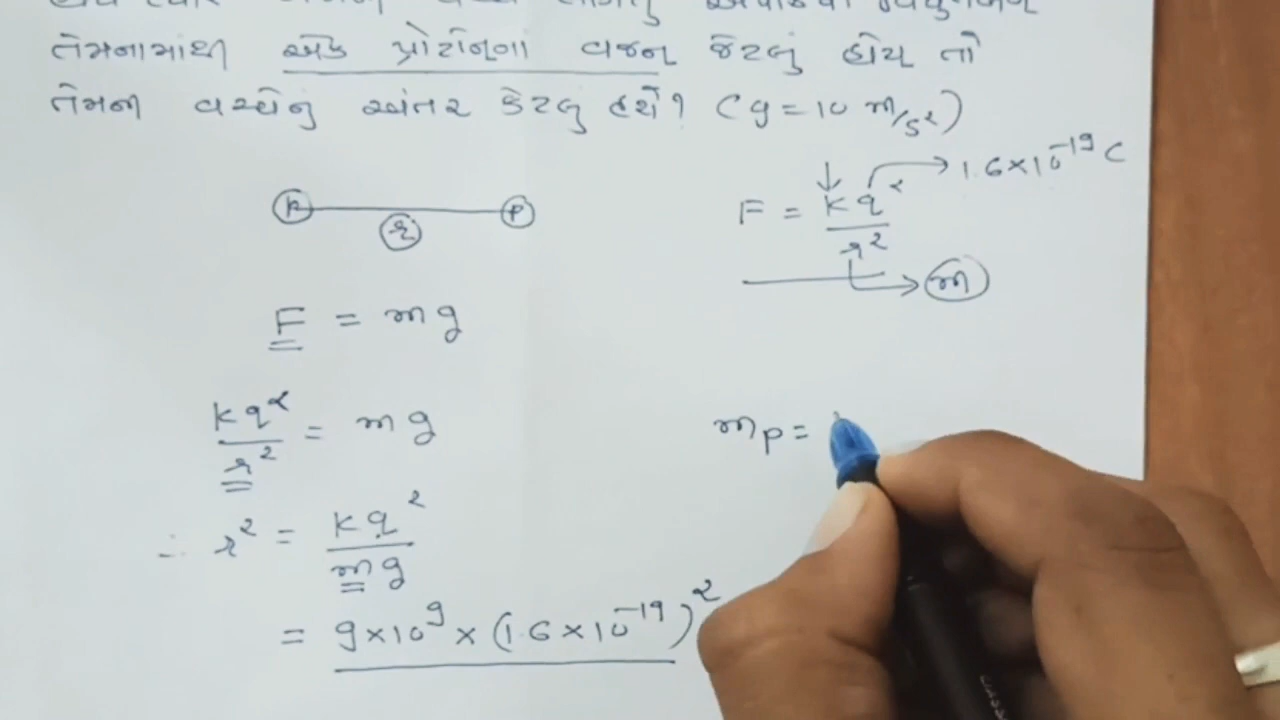 તેમનામાંથી એક પ્રોટોનનાં વજન જેટલું હોય તો
તેમની વચ્ચેનું અંતર કેટલું હશે? (g = 10 m/s²)
p r p
F = kq²/r² → 1.6×10⁻¹⁹ C
→ m
F = mg
kq²/r² = mg
∴ r² = kq²/mg
= 9×10⁹ × (1.6×10⁻¹⁹)²
mp =